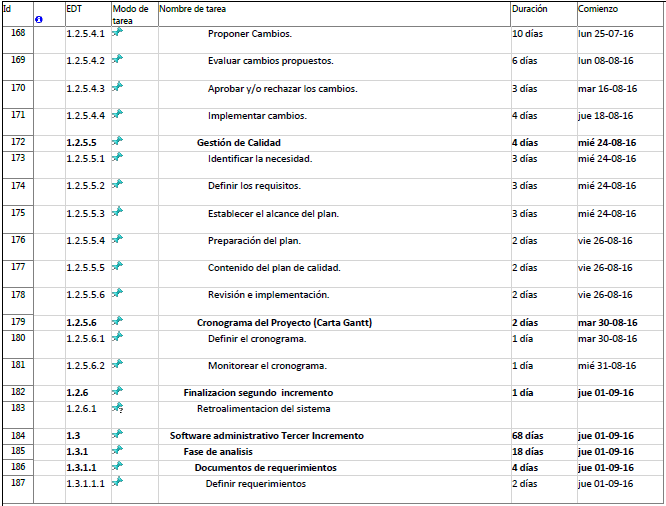 Id EDT Modo de tarea Nombre de tarea Duración Comienzo
168 1.2.5.4.1 Proponer Cambios. 10 días lun 25-07-16
169 1.2.5.4.2 Evaluar cambios propuestos. 6 días lun 08-08-16
170 1.2.5.4.3 Aprobar y/o rechazar los cambios. 3 días mar 16-08-16
171 1.2.5.4.4 Implementar cambios. 4 días jue 18-08-16
172 1.2.5.5 Gestión de Calidad 4 días mié 24-08-16
173 1.2.5.5.1 Identificar la necesidad. 3 días mié 24-08-16
174 1.2.5.5.2 Definir los requisitos. 3 días mié 24-08-16
175 1.2.5.5.3 Establecer el alcance del plan. 3 días mié 24-08-16
176 1.2.5.5.4 Preparación del plan. 2 días vie 26-08-16
177 1.2.5.5.5 Contenido del plan de calidad. 2 días vie 26-08-16
178 1.2.5.5.6 Revisión e implementación. 2 días vie 26-08-16
179 1.2.5.6 Cronograma del Proyecto (Carta Gantt) 2 días mar 30-08-16
180 1.2.5.6.1 Definir el cronograma. 1 día mar 30-08-16
181 1.2.5.6.2 Monitorear el cronograma. 1 día mié 31-08-16
182 1.2.6 Finalizacion segundo incremento 1 día jue 01-09-16
183 1.2.6.1 Retroalimentacion del sistema
184 1.3 Software administrativo Tercer Incremento 68 días jue 01-09-16
185 1.3.1 Fase de analisis 18 días jue 01-09-16
186 1.3.1.1 Documentos de requerimientos 4 días jue 01-09-16
187 1.3.1.1.1 Definir requerimientos 2 días jue 01-09-16